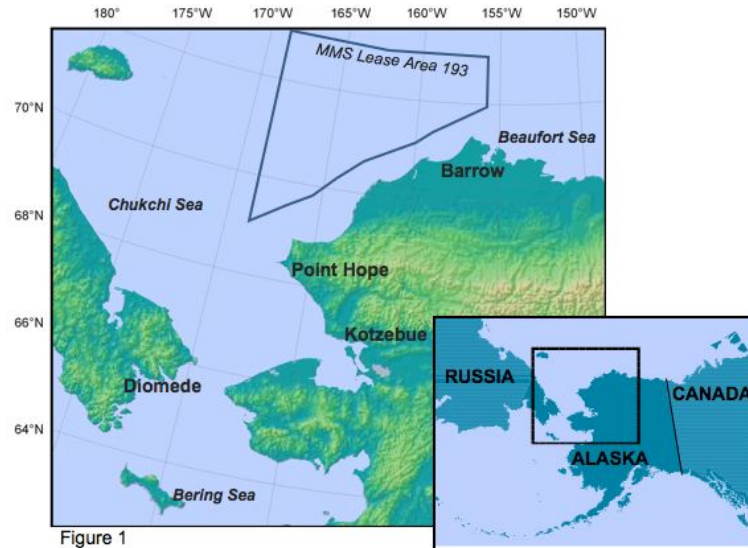 180°W 175°W 170°W 165°W 160°W 155°W 150°W
MMS Lease Area 193
70°N
Beaufort Sea
Barrow
Chukchi Sea
68°N
Point Hope
66°N
Kotzebue
Diomede
64°N
Bering Sea
Figure 1
RUSSIA
CANADA
ALASKA